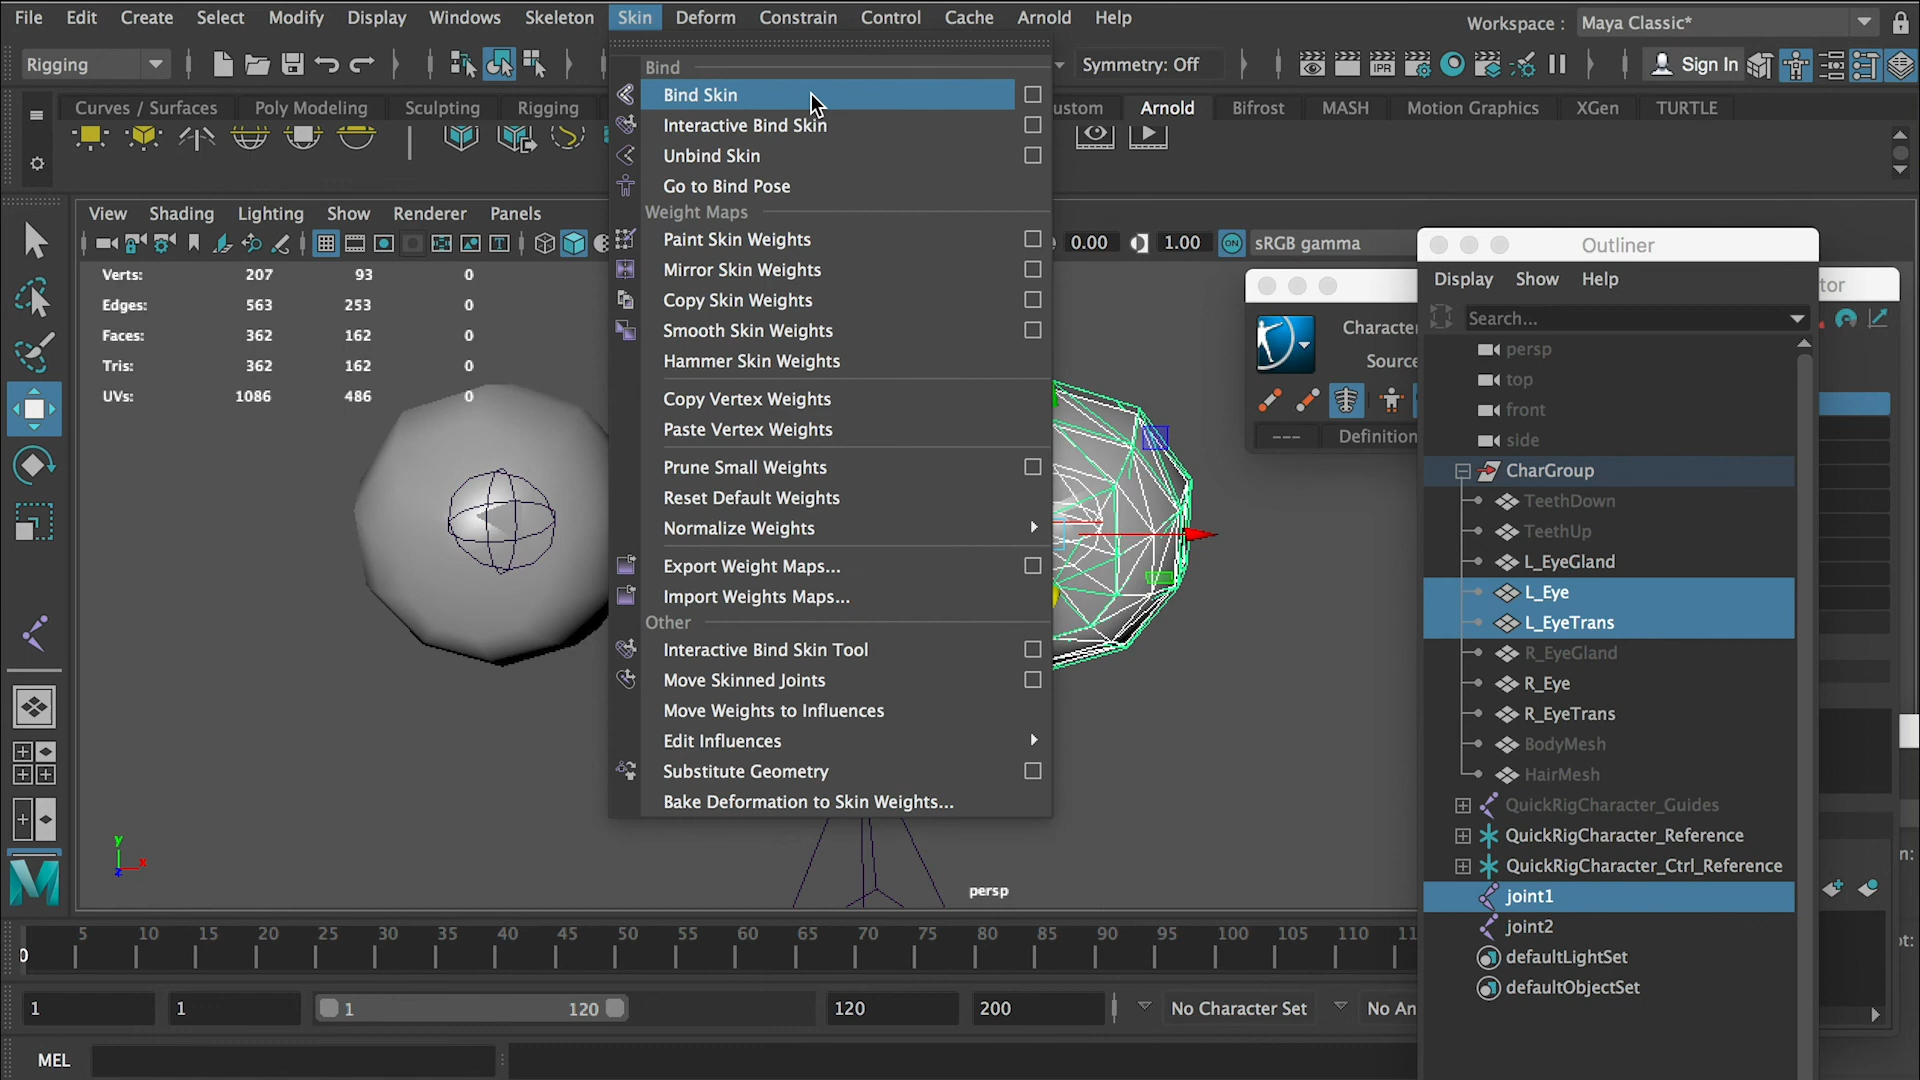 File Edit Create Select Modify Display Windows Skeleton Skin Deform Constrain Control Cache Arnold Help
Workspace : Maya Classic*
Rigging
Symmetry: Off
IPR
Sign In
Curves / Surfaces Poly Modeling Sculpting Rigging
ustom Arnold Bifrost MASH Motion Graphics XGen TURTLE
Bind
Bind Skin
Interactive Bind Skin
Unbind Skin
Go to Bind Pose
Weight Maps
Paint Skin Weights
Mirror Skin Weights
Copy Skin Weights
Smooth Skin Weights
Hammer Skin Weights
Copy Vertex Weights
Paste Vertex Weights
Prune Small Weights
Reset Default Weights
Normalize Weights
Export Weight Maps...
Import Weights Maps...
Other
Interactive Bind Skin Tool
Move Skinned Joints
Move Weights to Influences
Edit Influences
Substitute Geometry
Bake Deformation to Skin Weights...
View Shading Lighting Show Renderer Panels
0.00 1.00 ON sRGB gamma
Verts: 207 93 0
Edges: 563 253 0
Faces: 362 162 0
Tris: 362 162 0
UVs: 1086 486 0
y
x
z
persp
Characte
Source
--- Definition
tor
Outliner
Display Show Help
Search...
persp
top
front
side
CharGroup
TeethDown
TeethUp
L_EyeGland
L_Eye
L_EyeTrans
R_EyeGland
R_Eye
R_EyeTrans
BodyMesh
HairMesh
QuickRigCharacter_Guides
QuickRigCharacter_Reference
QuickRigCharacter_Ctrl_Reference
joint1
joint2
defaultLightSet
defaultObjectSet
n:
t:
5 10 15 20 25 30 35 40 45 50 55 60 65 70 75 80 85 90 95 100 105 110 11
0
1 1 1 120 120 200 No Character Set No An
MEL